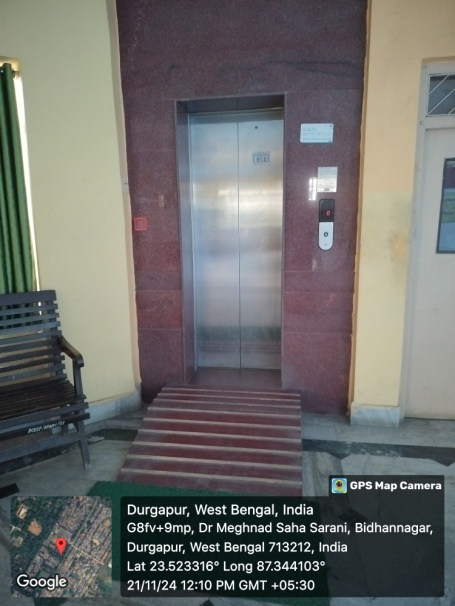 0
GPS Map Camera
Durgapur, West Bengal, India
G8fv+9mp, Dr Meghnad Saha Sarani, Bidhannagar,
Durgapur, West Bengal 713212, India
Lat 23.523316° Long 87.344103°
21/11/24 12:10 PM GMT +05:30
Google